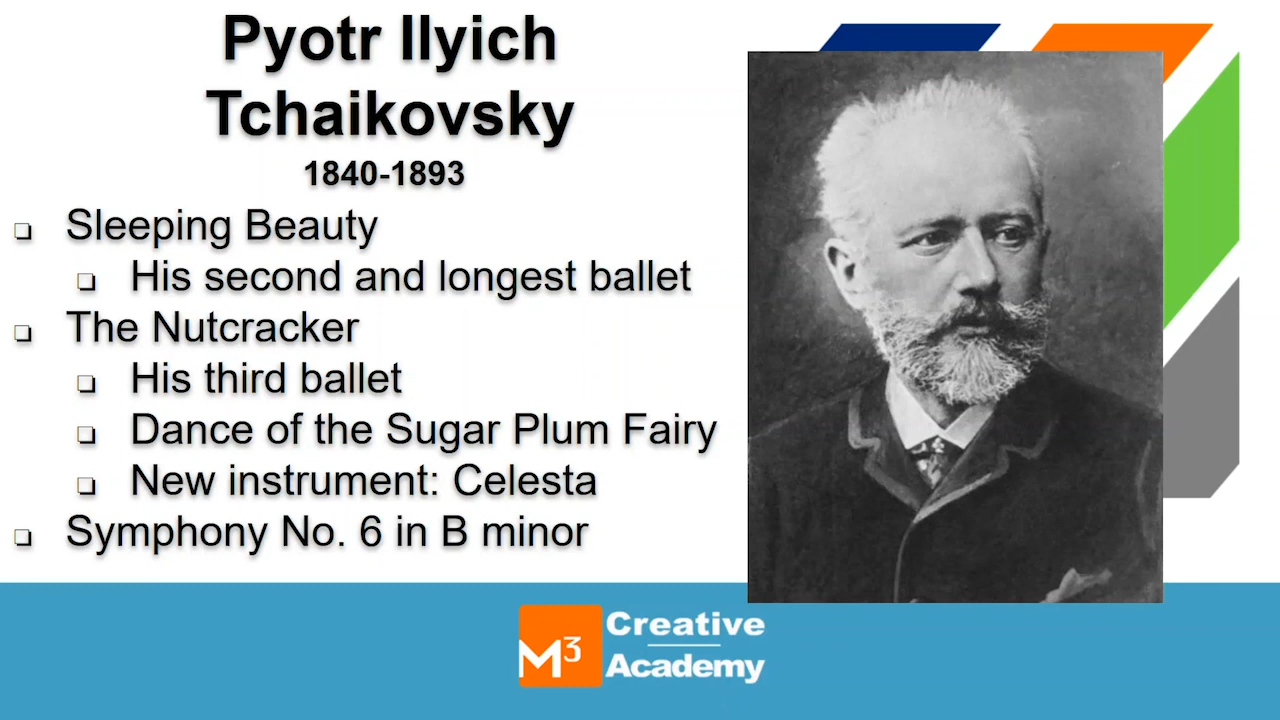 Pyotr Ilyich
Tchaikovsky
1840-1893
Sleeping Beauty
His second and longest ballet
The Nutcracker
His third ballet
Dance of the Sugar Plum Fairy
New instrument: Celesta
Symphony No. 6 in B minor
M3 Creative
Academy